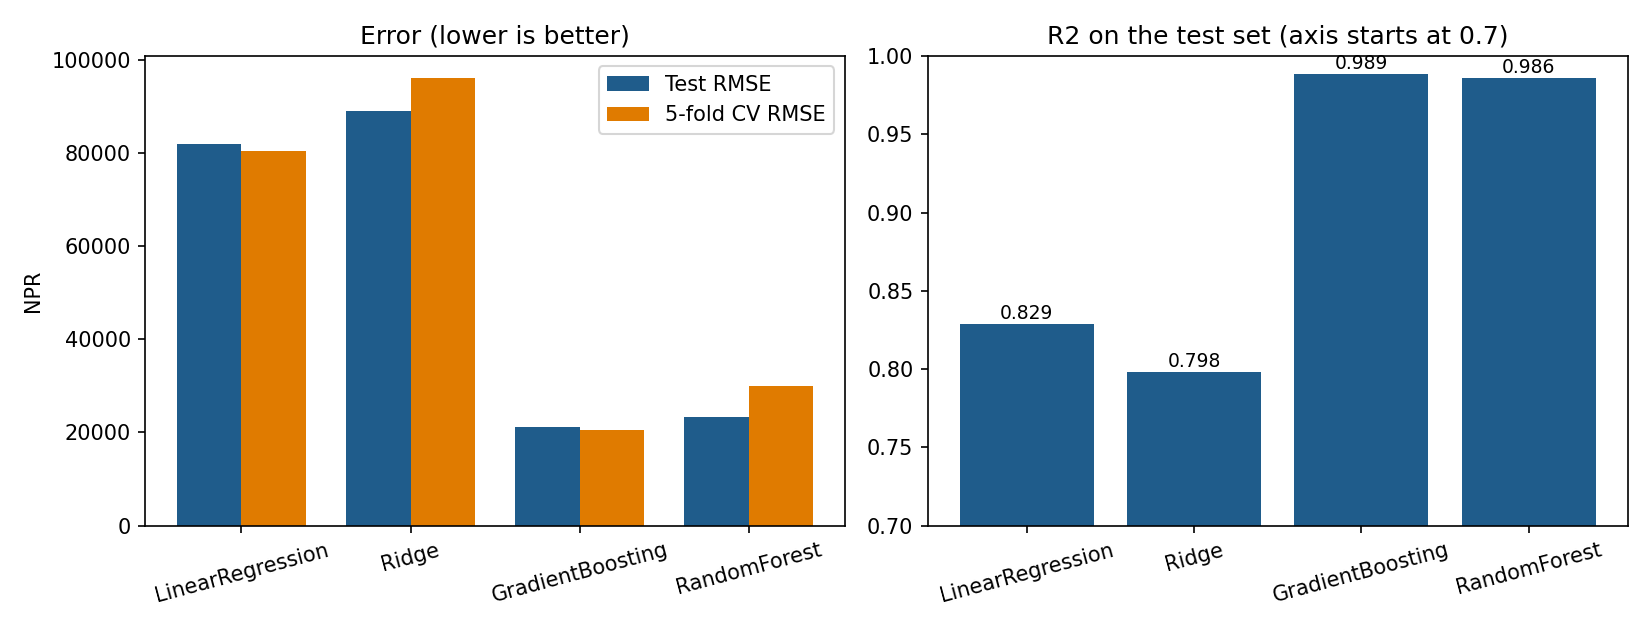 Error (lower is better)
100000
80000
60000
40000
20000
0
NPR
Test RMSE
5-fold CV RMSE
LinearRegression
Ridge
GradientBoosting
RandomForest
R2 on the test set (axis starts at 0.7)
1.00
0.95
0.90
0.85
0.80
0.75
0.70
0.829
0.798
0.989
0.986
LinearRegression
Ridge
GradientBoosting
RandomForest